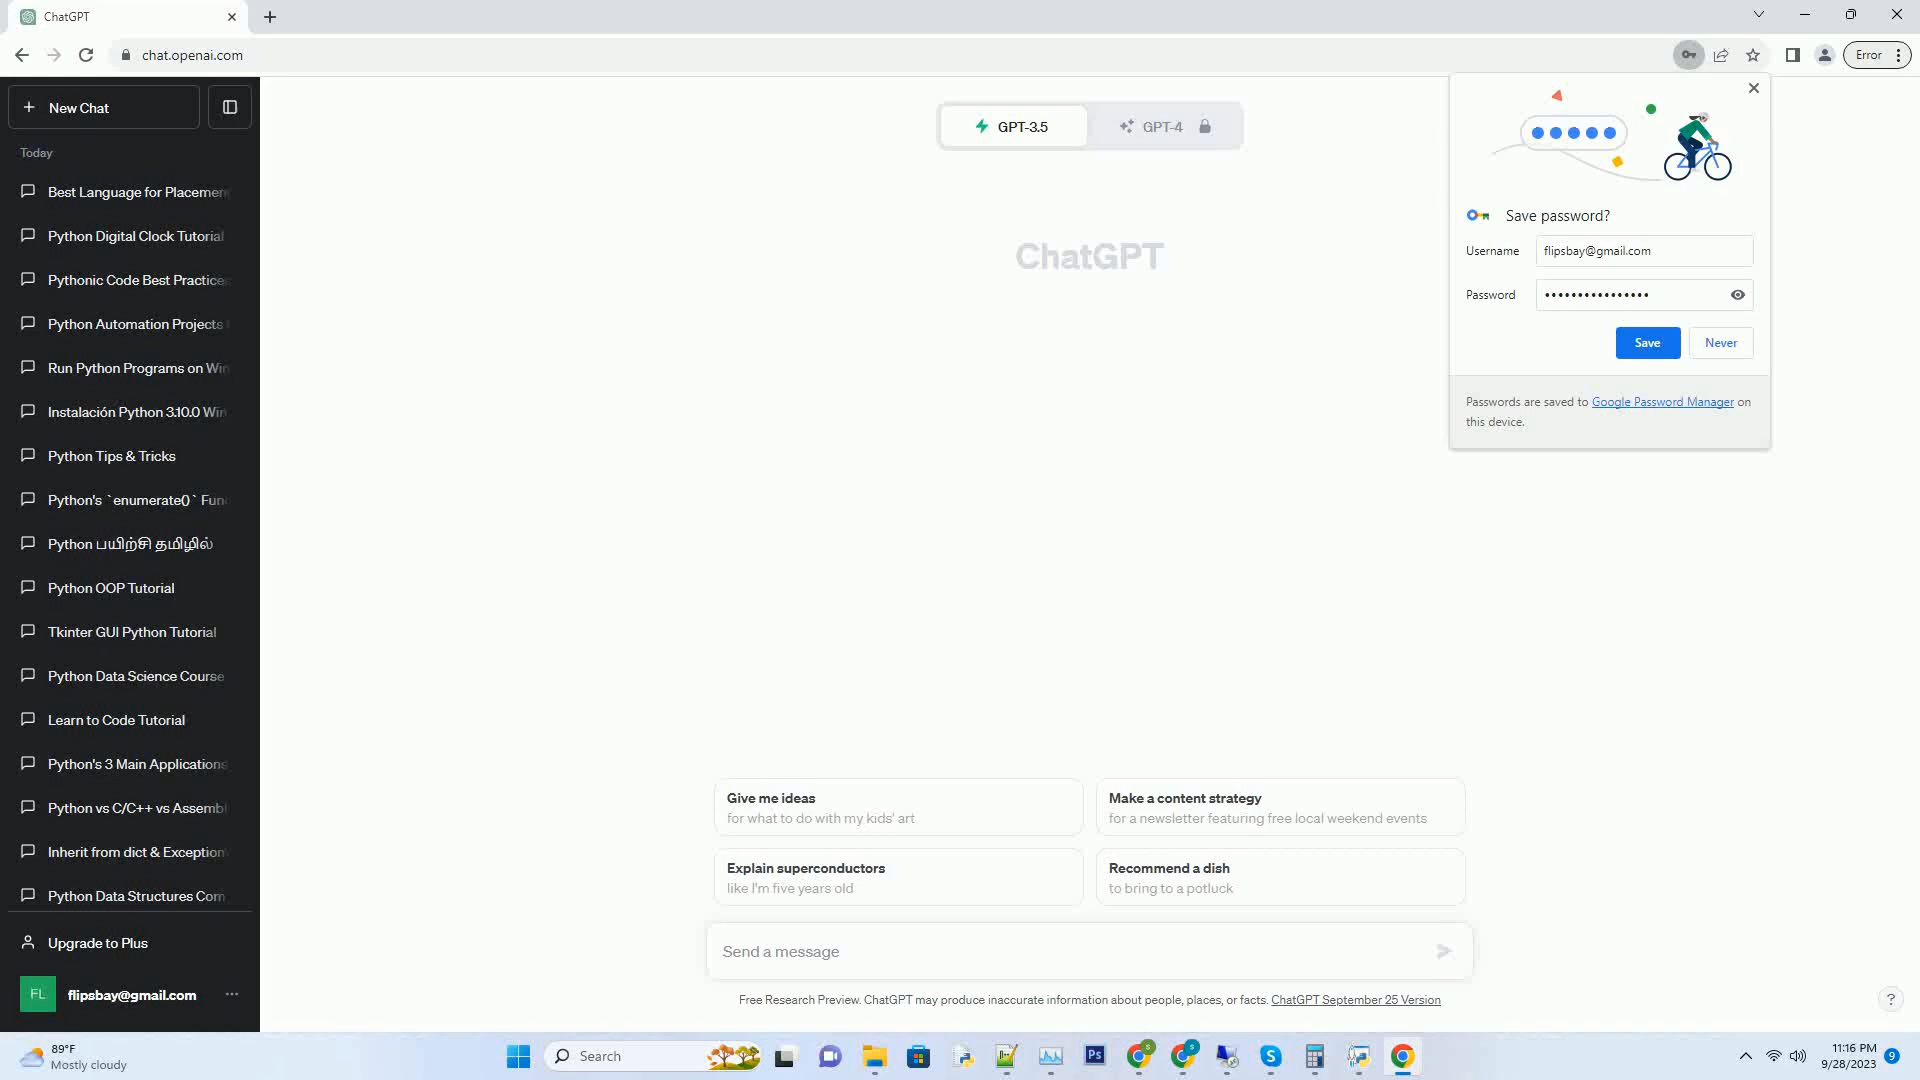 ChatGPT
chat.openai.com
Error
New Chat
Today
Best Language for Placemen
Python Digital Clock Tutorial
Pythonic Code Best Practice
Python Automation Projects
Run Python Programs on Win
Instalación Python 3.10.0 Win
Python Tips & Tricks
Python's `enumerate()` Fun
Python பயிற்சி தமிழில்
Python OOP Tutorial
Tkinter GUI Python Tutorial
Python Data Science Course
Learn to Code Tutorial
Python's 3 Main Applications
Python vs C/C++ vs Assemb
Inherit from dict & Exception
Python Data Structures Com
Upgrade to Plus
FL
flipsbay@gmail.com
GPT-3.5
GPT-4
ChatGPT
Save password?
Username flipsbay@gmail.com
Password ••••••••••••••••
Save Never
Passwords are saved to Google Password Manager on
this device.
Give me ideas
for what to do with my kids' art
Make a content strategy
for a newsletter featuring free local weekend events
Explain superconductors
like I'm five years old
Recommend a dish
to bring to a potluck
Send a message
Free Research Preview. ChatGPT may produce inaccurate information about people, places, or facts. ChatGPT September 25 Version
?
89°F
Mostly cloudy
Search
Ps
S
S
S
11:16 PM
9/28/2023
9